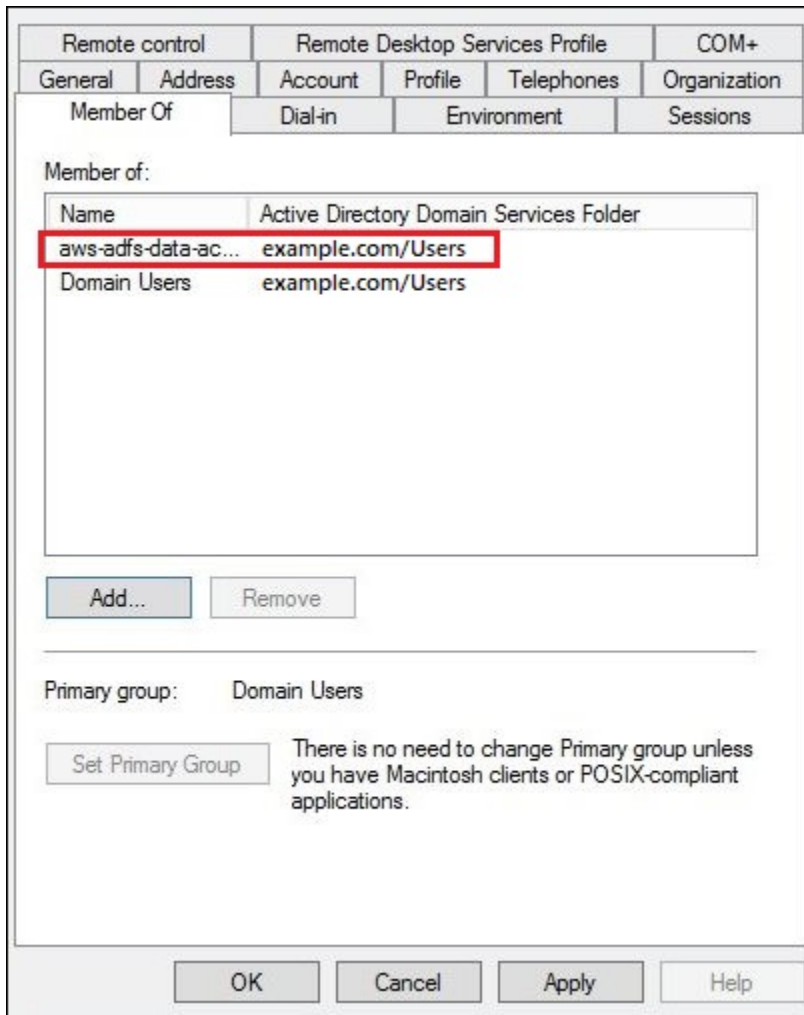 Remote control Remote Desktop Services Profile COM+
General Address Account Profile Telephones Organization
Member Of Dial-in Environment Sessions
Member of:
Name Active Directory Domain Services Folder
aws-adfs-data-ac... example.com/Users
Domain Users example.com/Users
Add... Remove
Primary group: Domain Users
Set Primary Group
There is no need to change Primary group unless
you have Macintosh clients or POSIX-compliant
applications.
OK Cancel Apply Help